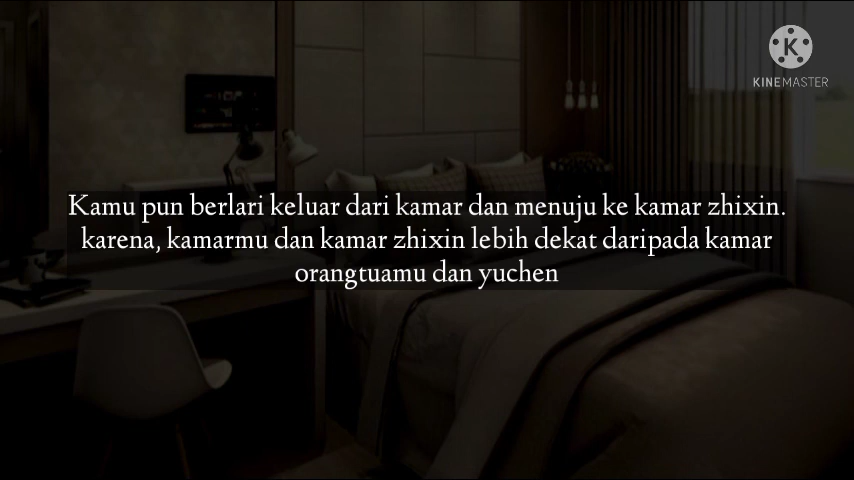 KINEMASTER
Kamu pun berlari keluar dari kamar dan menuju ke kamar zhixin.
karena, kamarmu dan kamar zhixin lebih dekat daripada kamar
orangtuamu dan yuchen